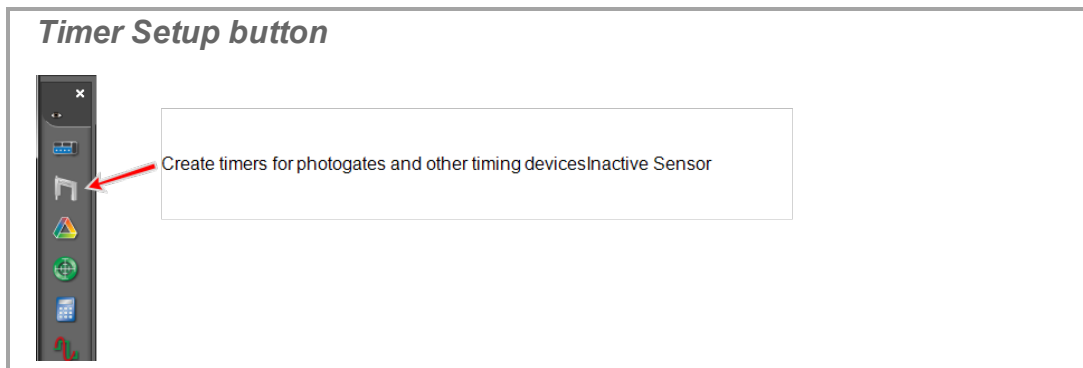 Timer Setup button
Create timers for photogates and other timing devicesInactive Sensor